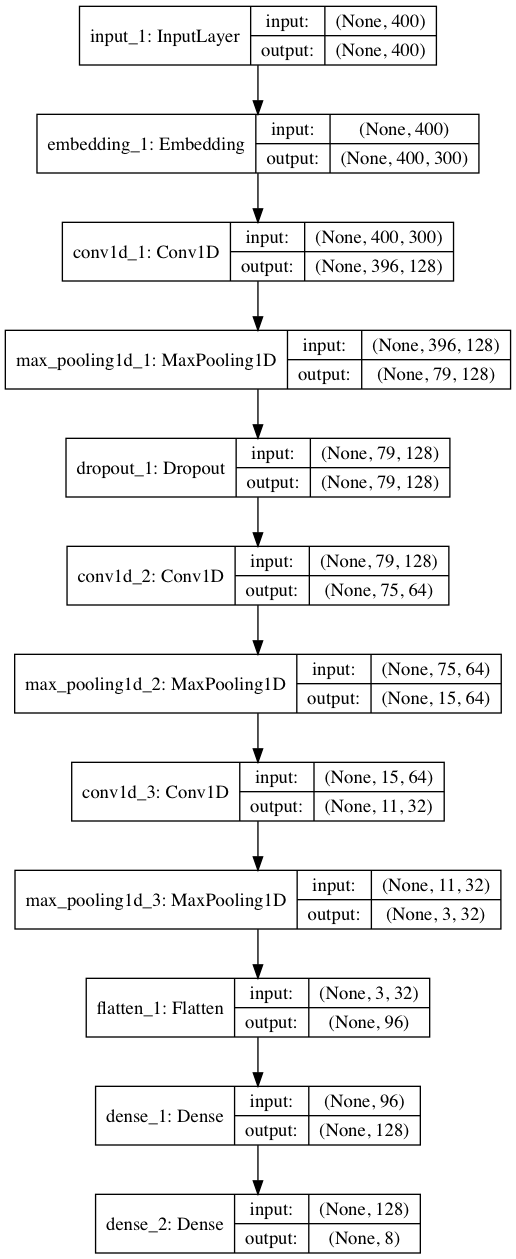 input_1: InputLayer
input: (None, 400)
output: (None, 400)
embedding_1: Embedding
input: (None, 400)
output: (None, 400, 300)
conv1d_1: Conv1D
input: (None, 400, 300)
output: (None, 396, 128)
max_pooling1d_1: MaxPooling1D
input: (None, 396, 128)
output: (None, 79, 128)
dropout_1: Dropout
input: (None, 79, 128)
output: (None, 79, 128)
conv1d_2: Conv1D
input: (None, 79, 128)
output: (None, 75, 64)
max_pooling1d_2: MaxPooling1D
input: (None, 75, 64)
output: (None, 15, 64)
conv1d_3: Conv1D
input: (None, 15, 64)
output: (None, 11, 32)
max_pooling1d_3: MaxPooling1D
input: (None, 11, 32)
output: (None, 3, 32)
flatten_1: Flatten
input: (None, 3, 32)
output: (None, 96)
dense_1: Dense
input: (None, 96)
output: (None, 128)
dense_2: Dense
input: (None, 128)
output: (None, 8)